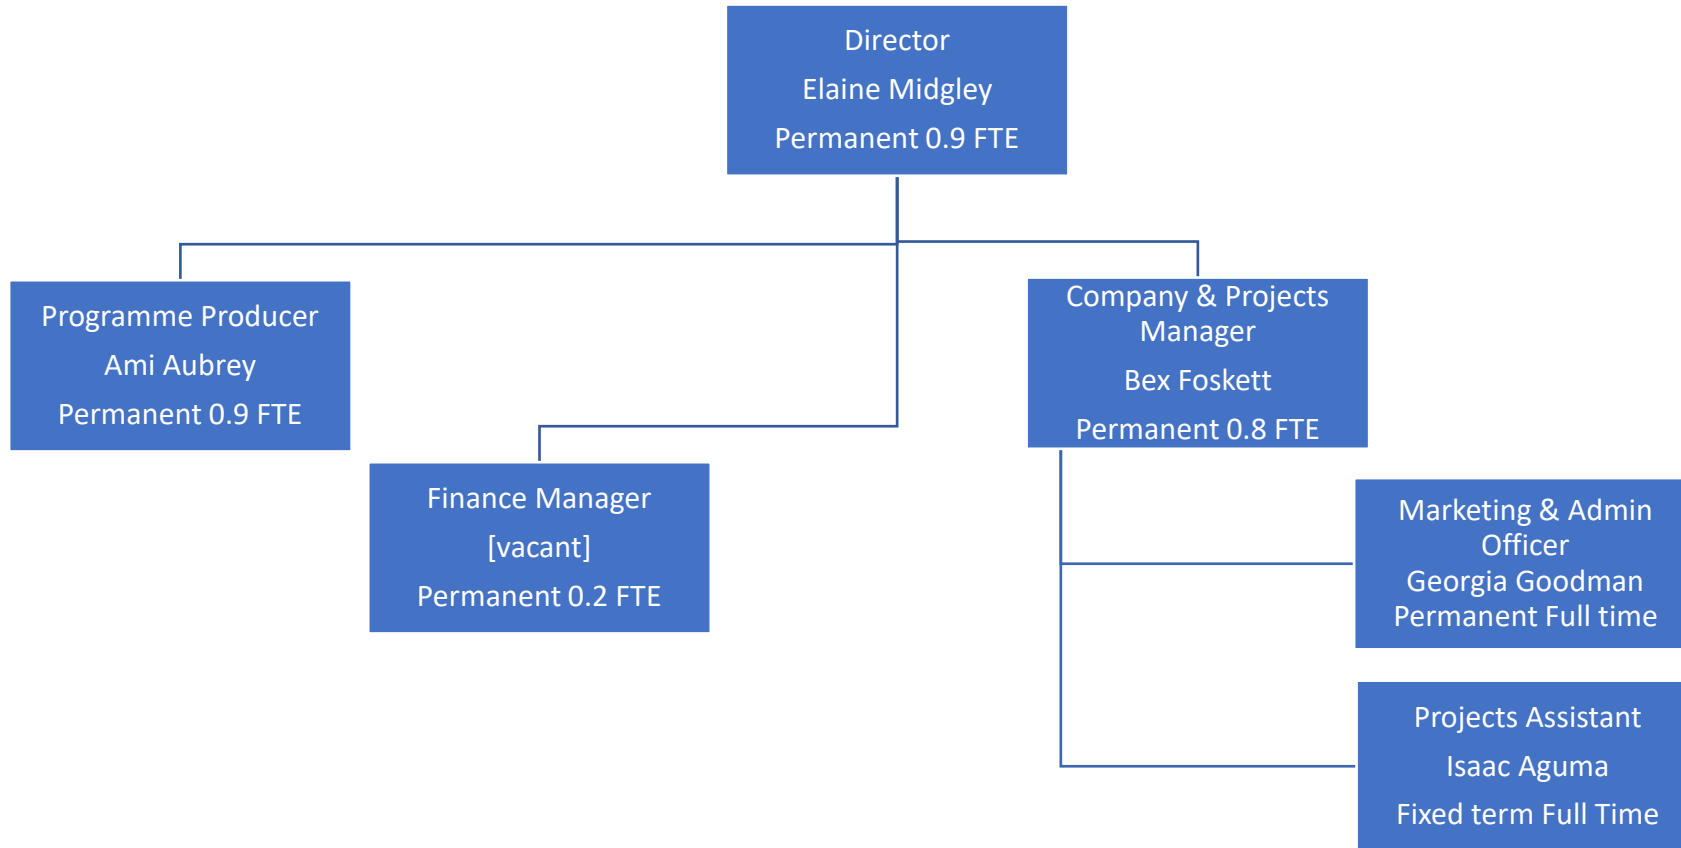 Director
Elaine Midgley
Permanent 0.9 FTE
Programme Producer
Ami Aubrey
Permanent 0.9 FTE
Finance Manager
[vacant]
Permanent 0.2 FTE
Company & Projects
Manager
Bex Foskett
Permanent 0.8 FTE
Marketing & Admin
Officer
Georgia Goodman
Permanent Full time
Projects Assistant
Isaac Aguma
Fixed term Full Time